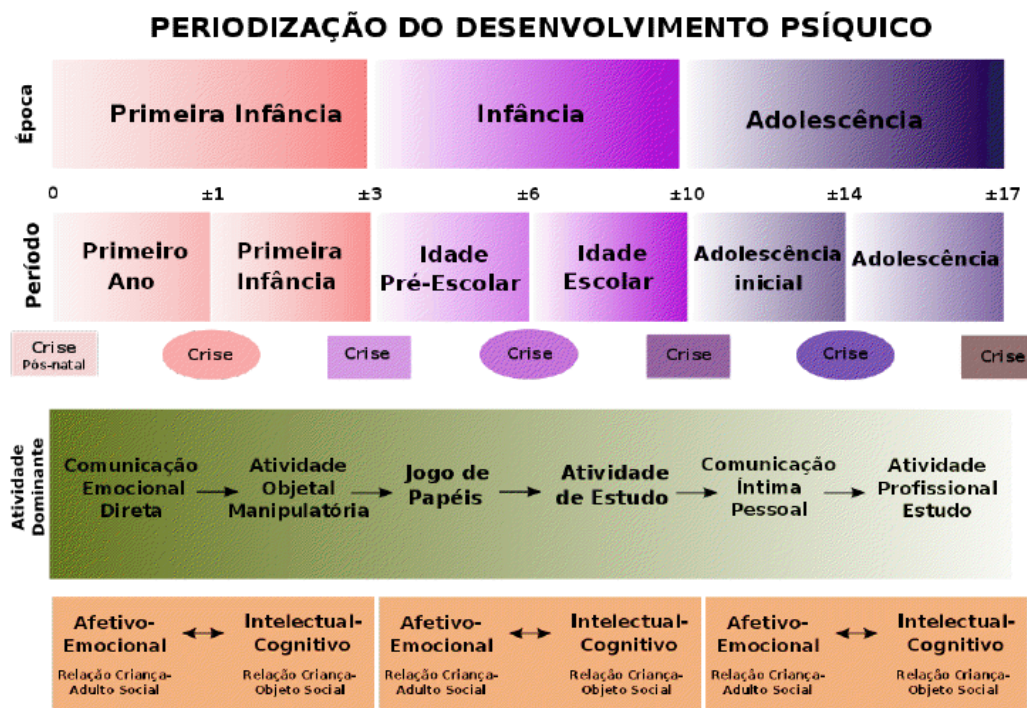 PERIODIZAÇÃO DO DESENVOLVIMENTO PSÍQUICO
Época
Primeira Infância
Infância
Adolescência
0 ±1 ±3 ±6 ±10 ±14 ±17
Período
Primeiro
Ano
Primeira
Infância
Idade
Pré-Escolar
Idade
Escolar
Adolescência
inicial
Adolescência
Crise
Pós-natal
Crise
Crise
Crise
Crise
Crise
Crise
Atividade
Dominante
Comunicação
Emocional
Direta
Atividade
Objetal
Manipulatória
Jogo de
Papéis
Atividade
de Estudo
Comunicação
Íntima
Pessoal
Atividade
Profissional
Estudo
Afetivo-
Emocional
Relação Criança-
Adulto Social
Intelectual-
Cognitivo
Relação Criança-
Objeto Social
Afetivo-
Emocional
Relação Criança-
Adulto Social
Intelectual-
Cognitivo
Relação Criança-
Objeto Social
Afetivo-
Emocional
Relação Criança-
Adulto Social
Intelectual-
Cognitivo
Relação Criança-
Objeto Social